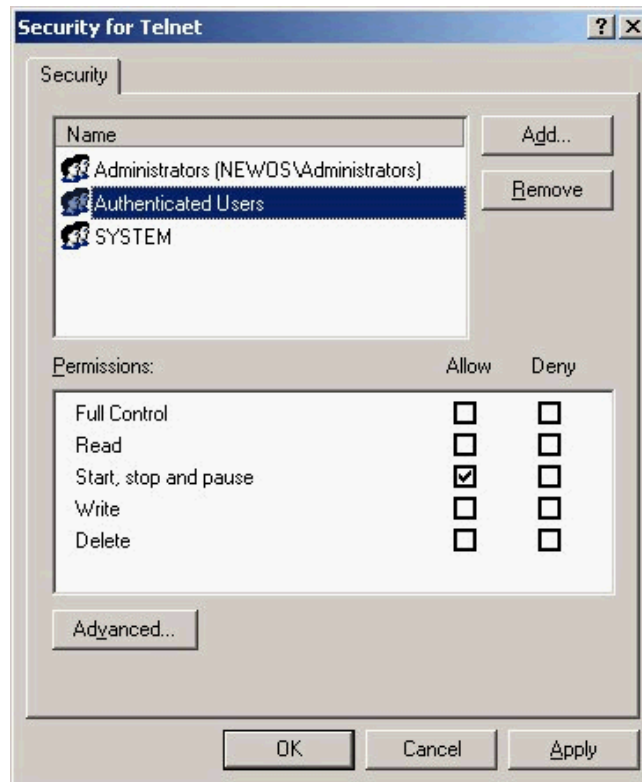 Security for Telnet
Security
Name
Add...
Administrators (NEWOS\Administrators)
Authenticated Users
Remove
SYSTEM
Permissions: Allow Deny
Full Control
Read
Start, stop and pause
Write
Delete
Advanced...
OK Cancel Apply